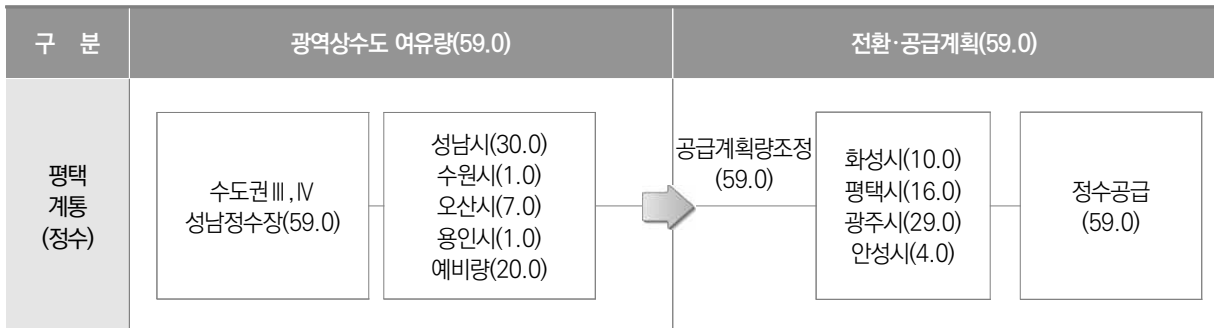 구 분
광역상수도 여유량(59.0)
전환·공급계획(59.0)
평택
계통
(정수)
수도권Ⅲ,Ⅳ
성남정수장(59.0)
성남시(30.0)
수원시(1.0)
오산시(7.0)
용인시(1.0)
예비량(20.0)
공급계획량조정
(59.0)
화성시(10.0)
평택시(16.0)
광주시(29.0)
안성시(4.0)
정수공급
(59.0)